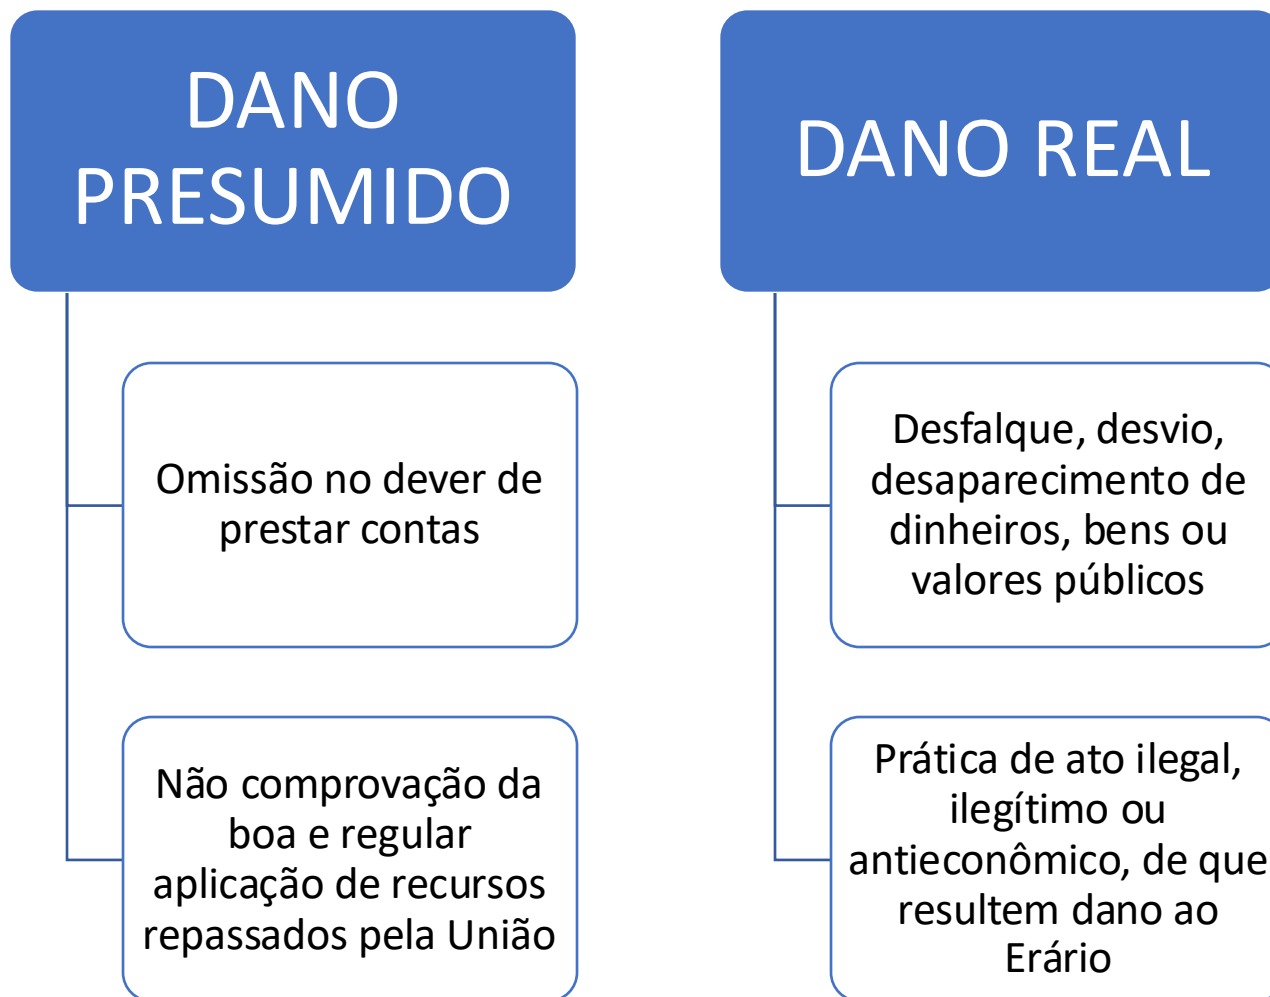 DANO
PRESUMIDO
Omissão no dever de
prestar contas
Não comprovação da
boa e regular
aplicação de recursos
repassados pela União
DANO REAL
Desfalque, desvio,
desaparecimento de
dinheiros, bens ou
valores públicos
Prática de ato ilegal,
ilegítimo ou
antieconômico, de que
resultem dano ao
Erário